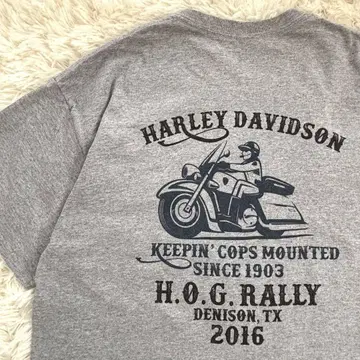 HARLEY DAVIDSON
KEEPIN' COPS MOUNTED
SINCE 1903
H.O.G. RALLY
DENISON, TX
2016